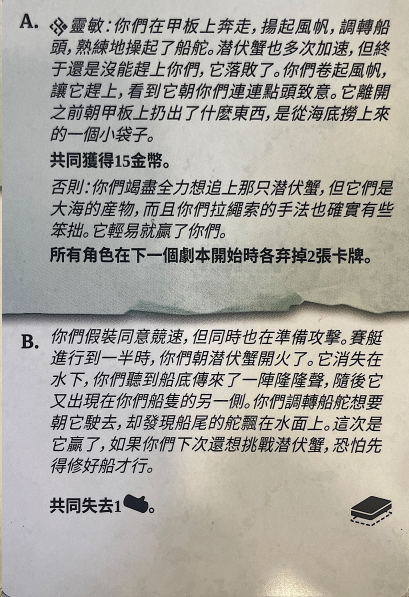 A. 靈敏：你們在甲板上奔走，揚起風帆，調轉船
頭，熟練地操起了船舵。潛伏蟹也多次加速，但終
於還是沒能趕上你們，它落敗了。你們卷起風帆，
讓它趕上，看到它朝你們連連點頭致意。它離開
之前朝甲板上扔出了什麼東西，是從海底撈上來
的一個小袋子。
共同獲得15金幣。
否則：你們竭盡全力想追上那只潛伏蟹，但它們是
大海的産物，而且你們拉繩索的手法也確實有些
笨拙。它輕易就贏了你們。
所有角色在下一個劇本開始時各弃掉2張卡牌。
B. 你們假裝同意競速，但同時也在準備攻擊。賽艇
進行到一半時，你們朝潛伏蟹開火了。它消失在
水下，你們聽到船底傳來了一陣隆隆聲，隨後它
又出現在你們船隻的另一側。你們調轉船舵想要
朝它駛去，却發現船尾的舵飄在水面上。這次是
它贏了，如果你們下次還想挑戰潛伏蟹，恐怕先
得修好船才行。
共同失去1。